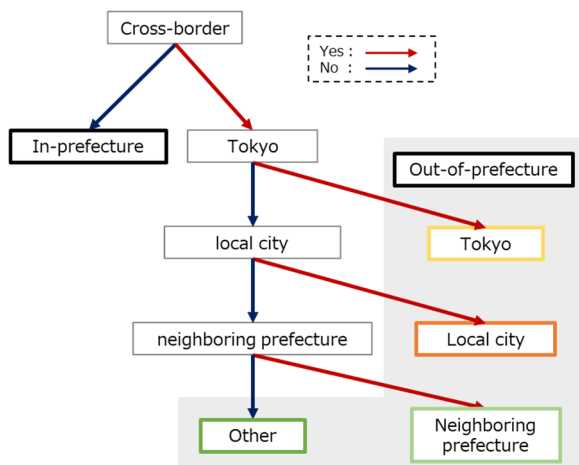 Cross-border
Yes :
No :
In-prefecture
Tokyo
Out-of-prefecture
local city
Tokyo
neighboring prefecture
Local city
Other
Neighboring
prefecture